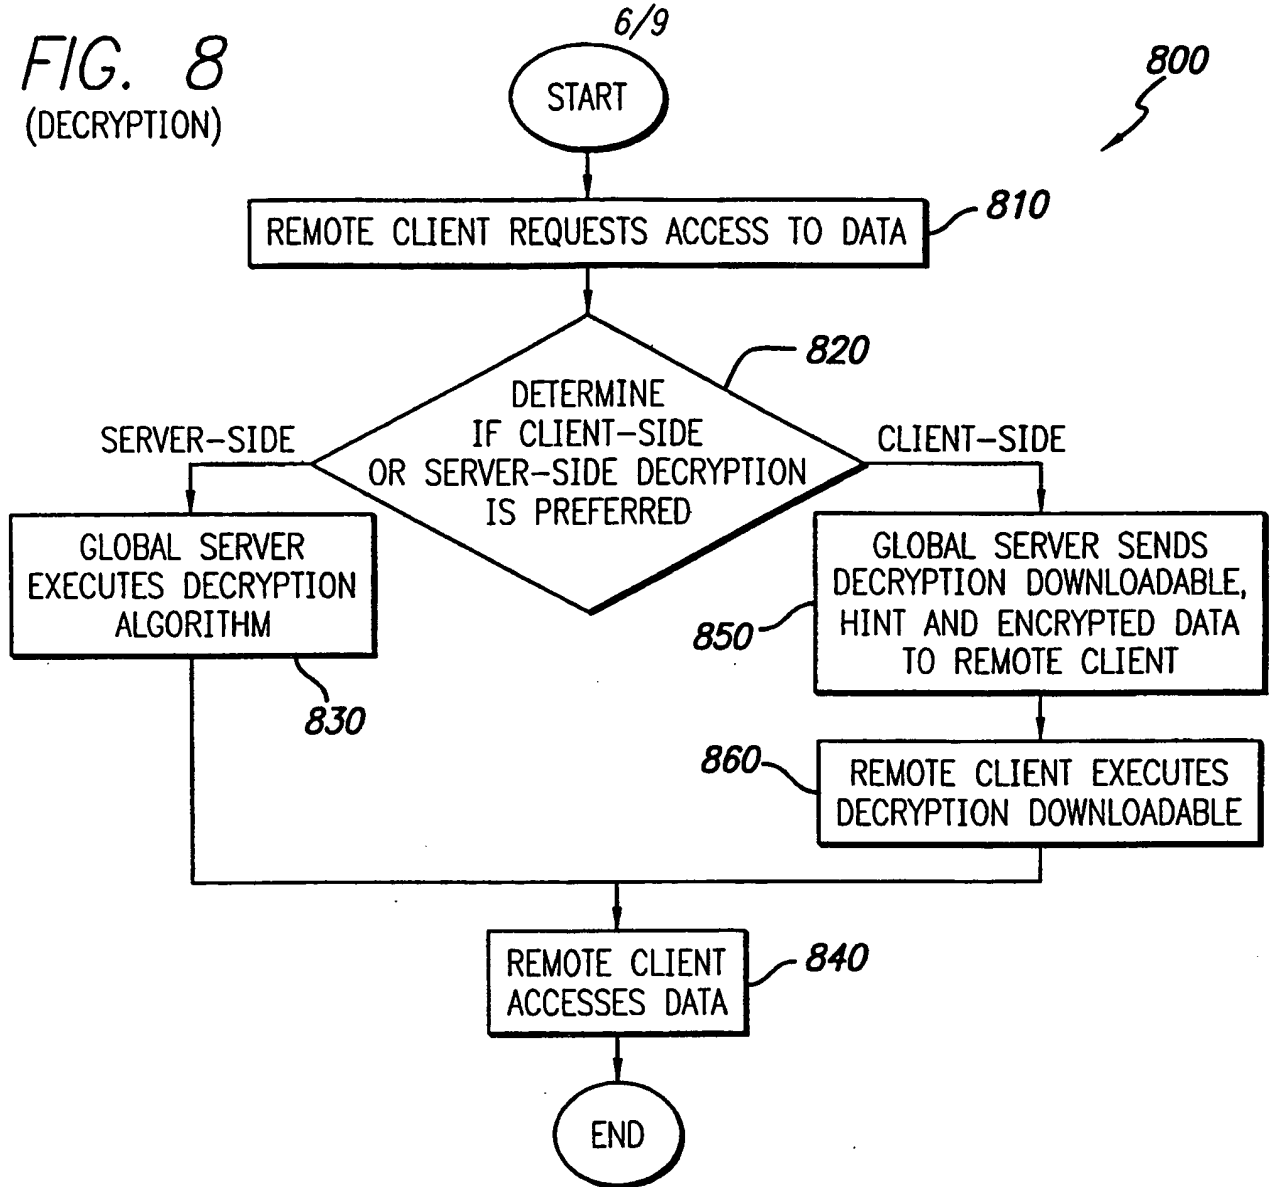 6/9
FIG. 8
(DECRYPTION)
START
800
REMOTE CLIENT REQUESTS ACCESS TO DATA
810
DETERMINE
IF CLIENT-SIDE
OR SERVER-SIDE DECRYPTION
IS PREFERRED
820
SERVER-SIDE
CLIENT-SIDE
GLOBAL SERVER
EXECUTES DECRYPTION
ALGORITHM
830
GLOBAL SERVER SENDS
DECRYPTION DOWNLOADABLE,
HINT AND ENCRYPTED DATA
TO REMOTE CLIENT
850
860
REMOTE CLIENT EXECUTES
DECRYPTION DOWNLOADABLE
REMOTE CLIENT
ACCESSES DATA
840
END